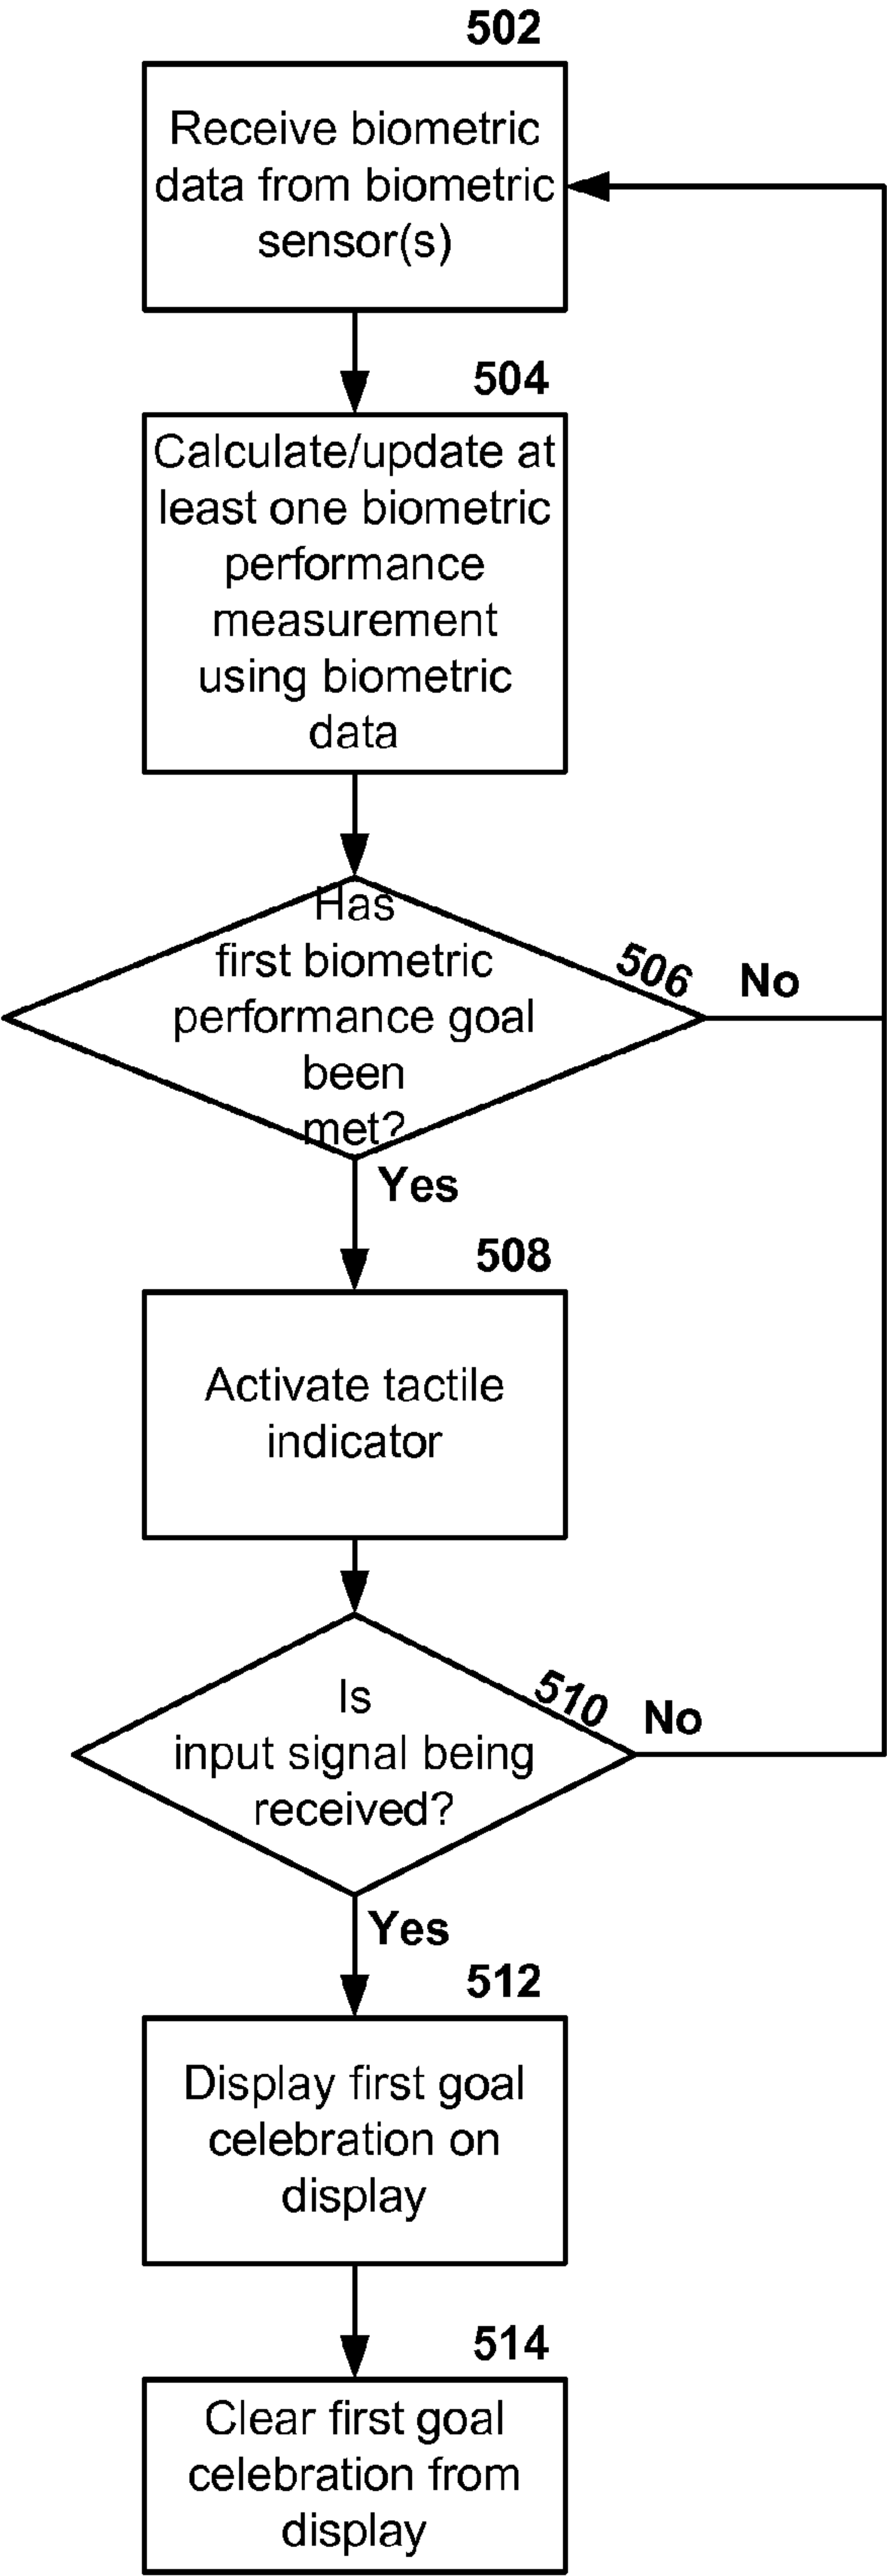 502
Receive biometric
data from biometric
sensor(s)
504
Calculate/update at
least one biometric
performance
measurement
using biometric
data
Has
first biometric
performance goal
been
met?
506
No
Yes
508
Activate tactile
indicator
Is
input signal being
received?
510
No
Yes
512
Display first goal
celebration on
display
514
Clear first goal
celebration from
display